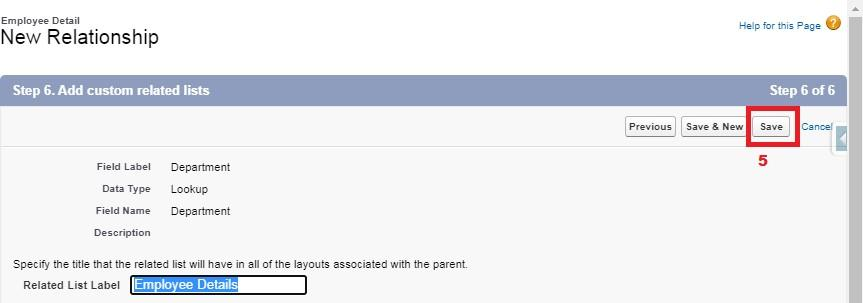 Employee Detail
New Relationship
Help for this Page
Step 6. Add custom related lists
Step 6 of 6
Previous
Save & New
Save
Cancel
5
Field Label Department
Data Type Lookup
Field Name Department
Description
Specify the title that the related list will have in all of the layouts associated with the parent.
Related List Label Employee Details